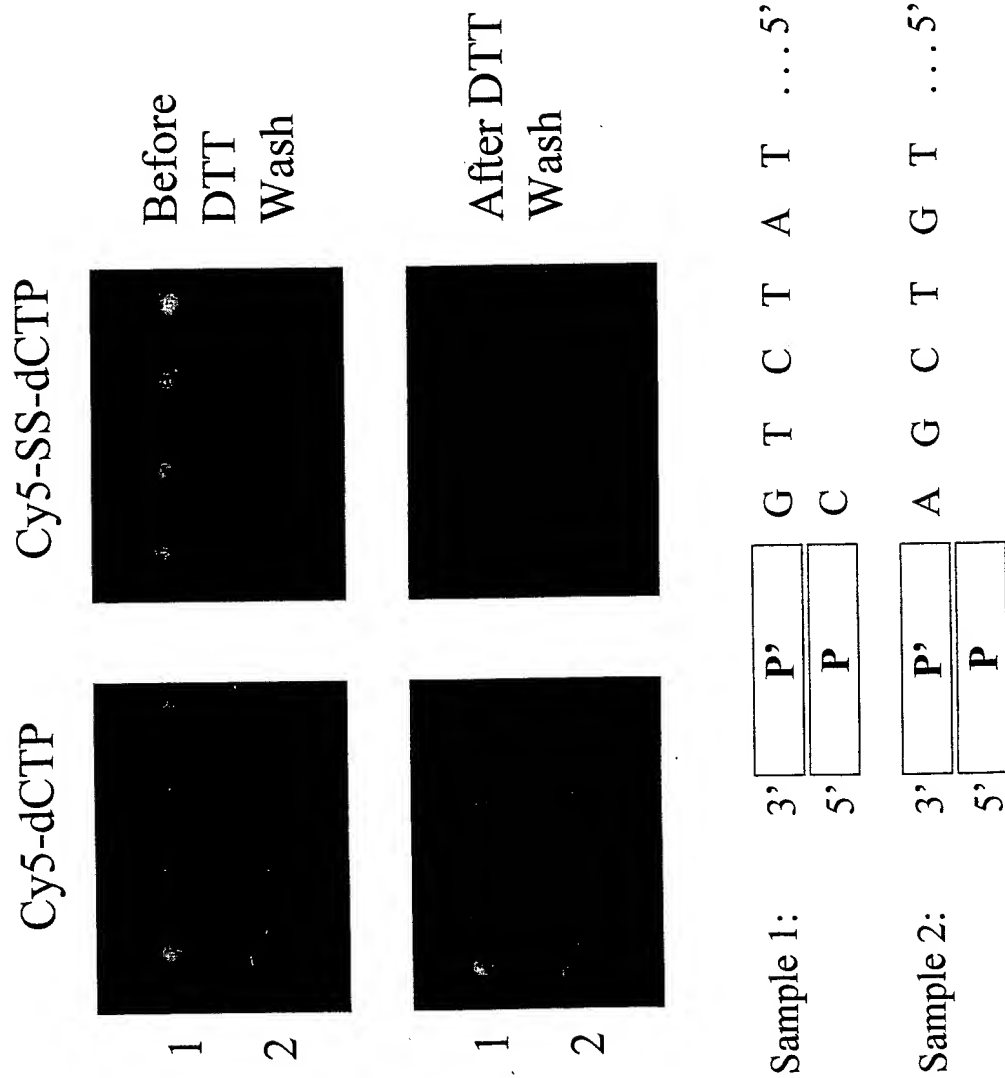 Cy5-dCTP Cy5-SS-dCTP
1
2
Before
DTT
Wash
1
2
After DTT
Wash
Sample 1:
3' P' G T C T A T ....5'
5' P C
Sample 2:
3' P' A G C T G T ....5'
5' P